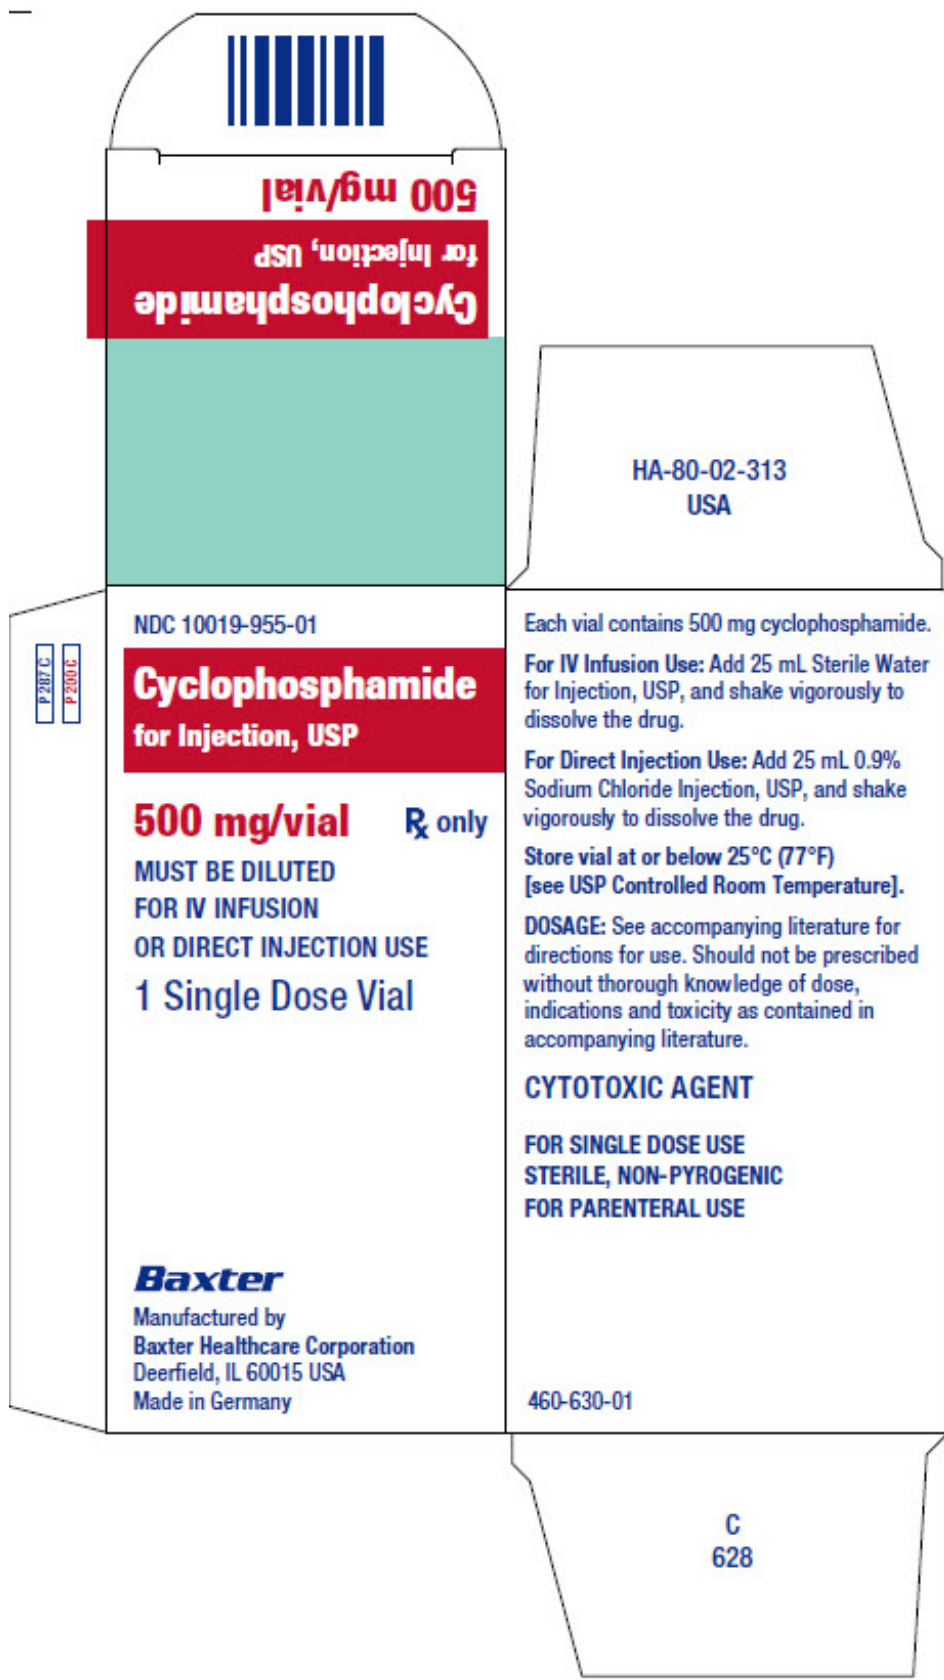 500 mg/vial
for Injection, USP
Cyclophosphamide
HA-80-02-313
USA
P 287 C
P 200 C
NDC 10019-955-01
Cyclophosphamide
for Injection, USP
500 mg/vial
℞ only
MUST BE DILUTED
FOR IV INFUSION
OR DIRECT INJECTION USE
1 Single Dose Vial
Baxter
Manufactured by
Baxter Healthcare Corporation
Deerfield, IL 60015 USA
Made in Germany
Each vial contains 500 mg cyclophosphamide.
For IV Infusion Use: Add 25 mL Sterile Water
for Injection, USP, and shake vigorously to
dissolve the drug.
For Direct Injection Use: Add 25 mL 0.9%
Sodium Chloride Injection, USP, and shake
vigorously to dissolve the drug.
Store vial at or below 25°C (77°F)
[see USP Controlled Room Temperature].
DOSAGE: See accompanying literature for
directions for use. Should not be prescribed
without thorough knowledge of dose,
indications and toxicity as contained in
accompanying literature.
CYTOTOXIC AGENT
FOR SINGLE DOSE USE
STERILE, NON-PYROGENIC
FOR PARENTERAL USE
460-630-01
C
628